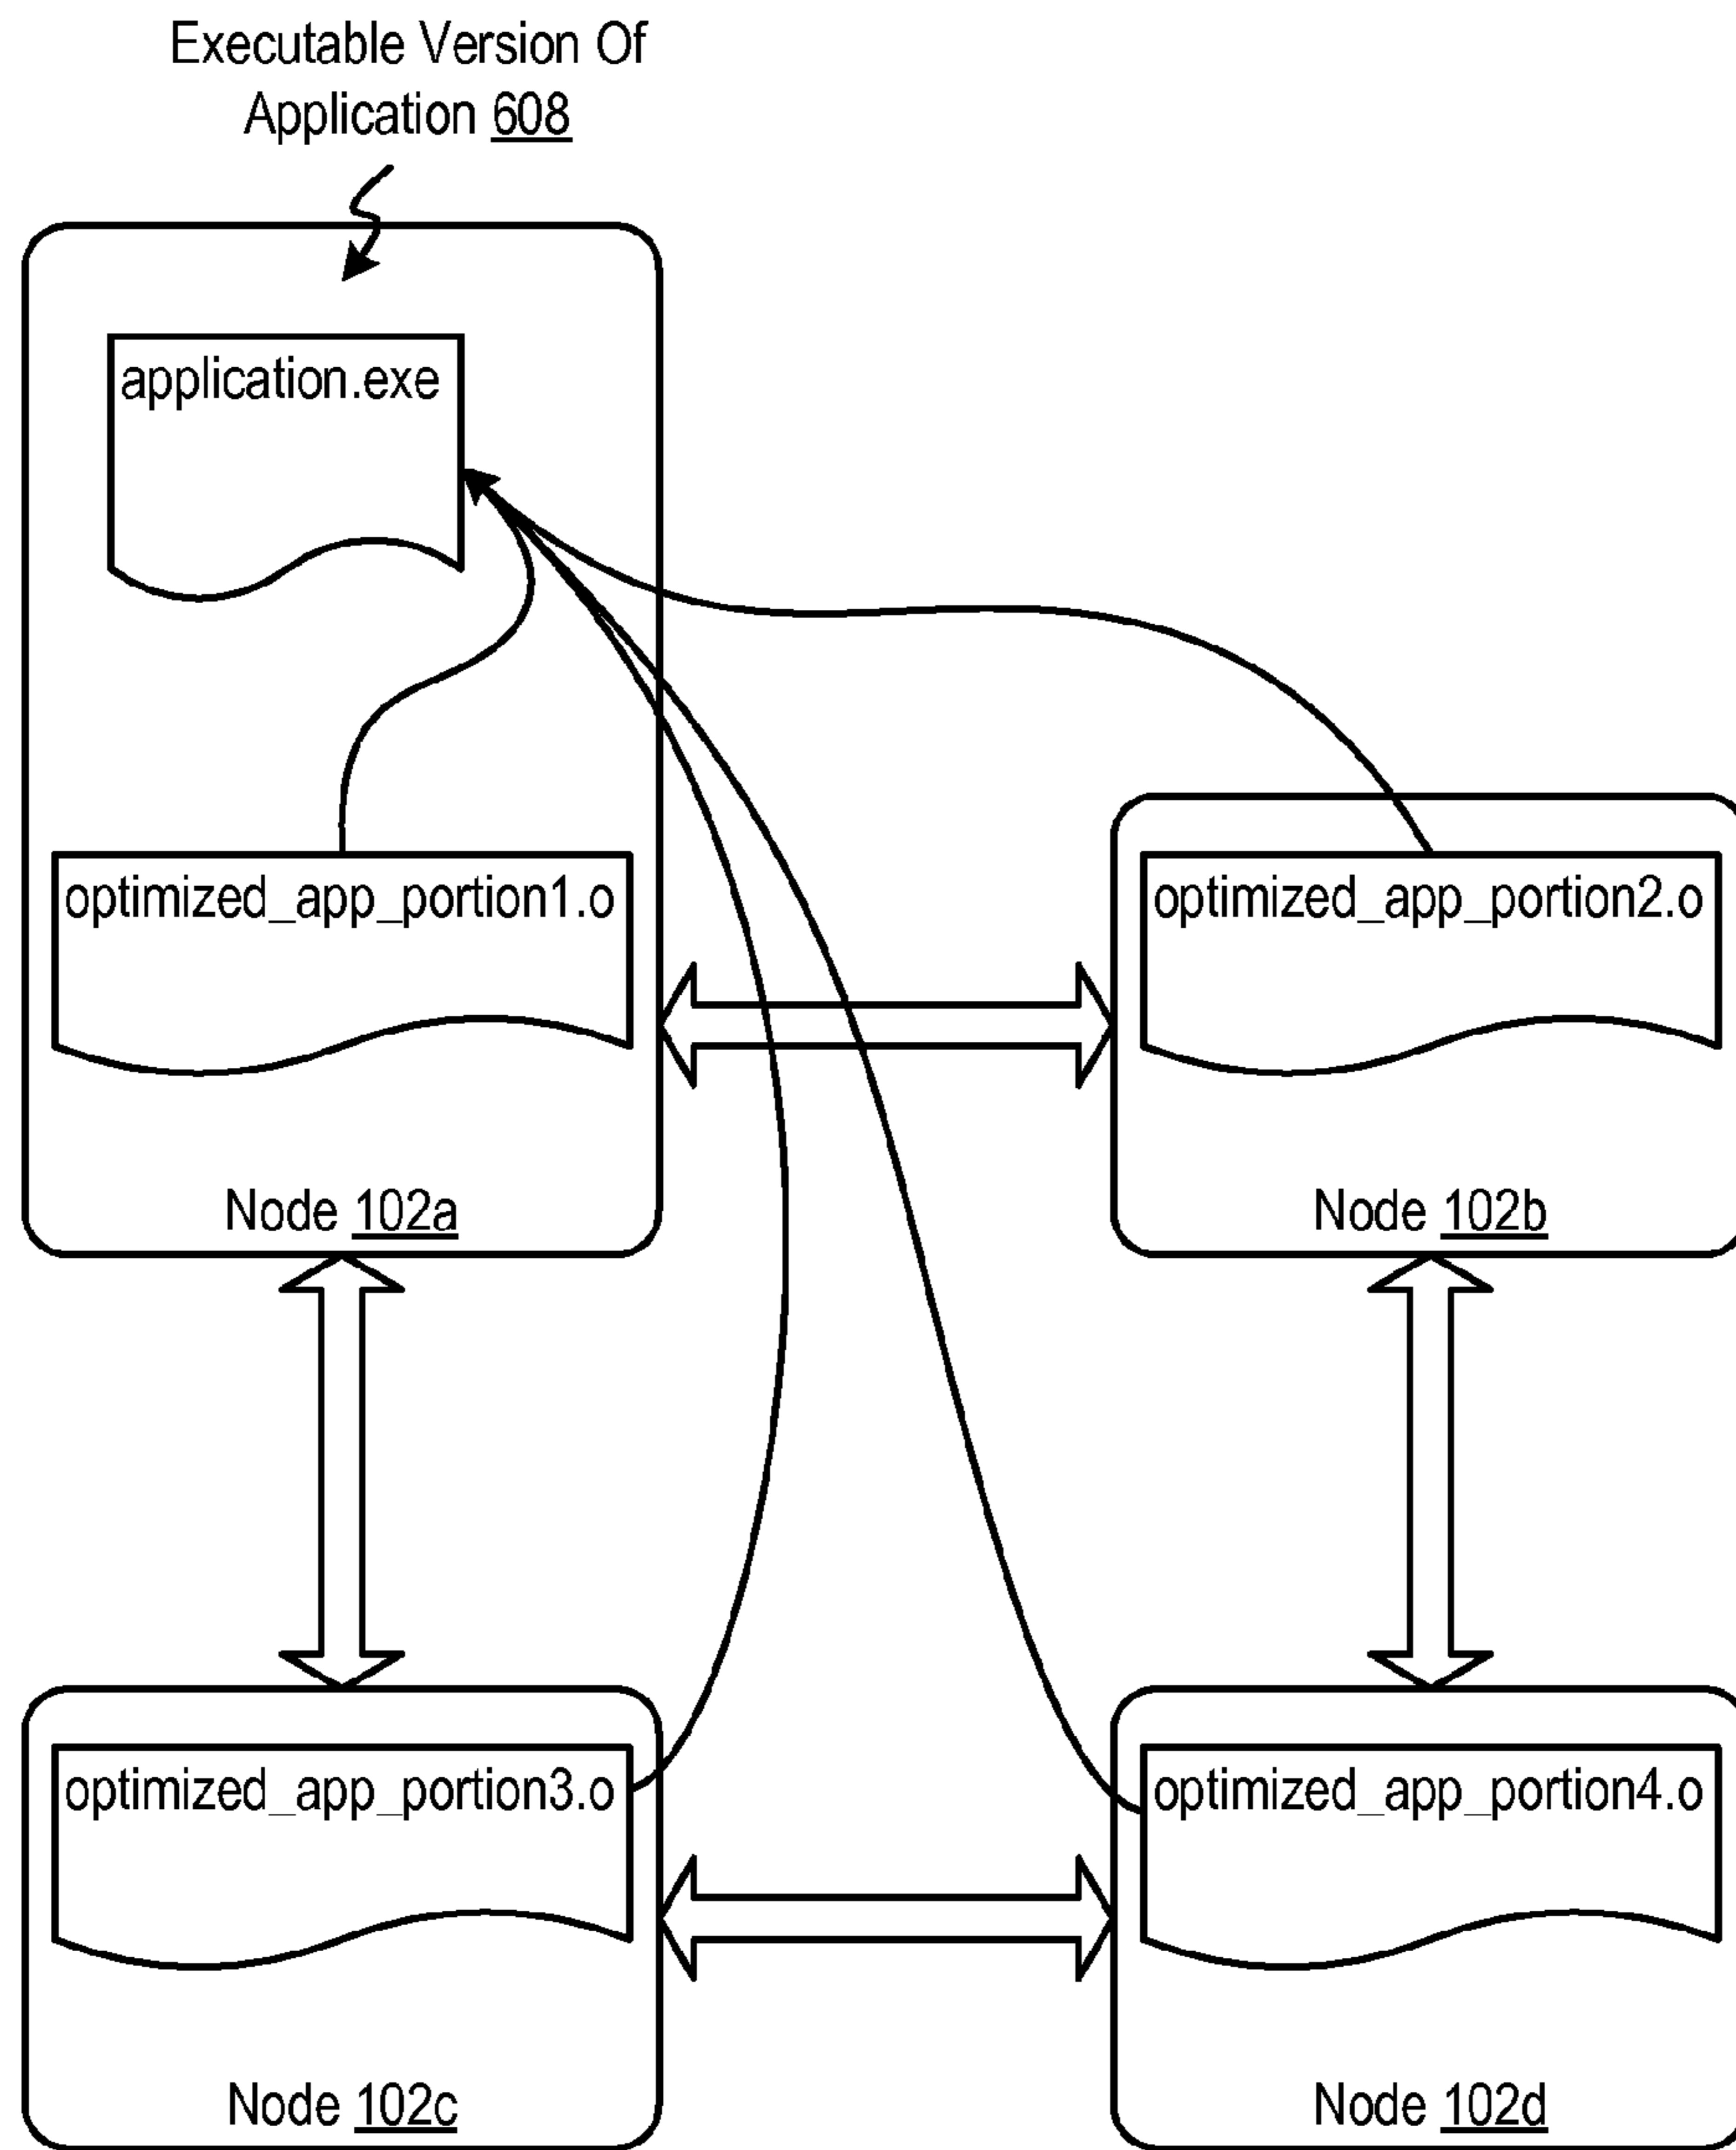 Executable Version Of
Application 608
application.exe
optimized_app_portion1.o
optimized_app_portion2.o
Node 102a
Node 102b
optimized_app_portion3.o
optimized_app_portion4.o
Node 102c
Node 102d